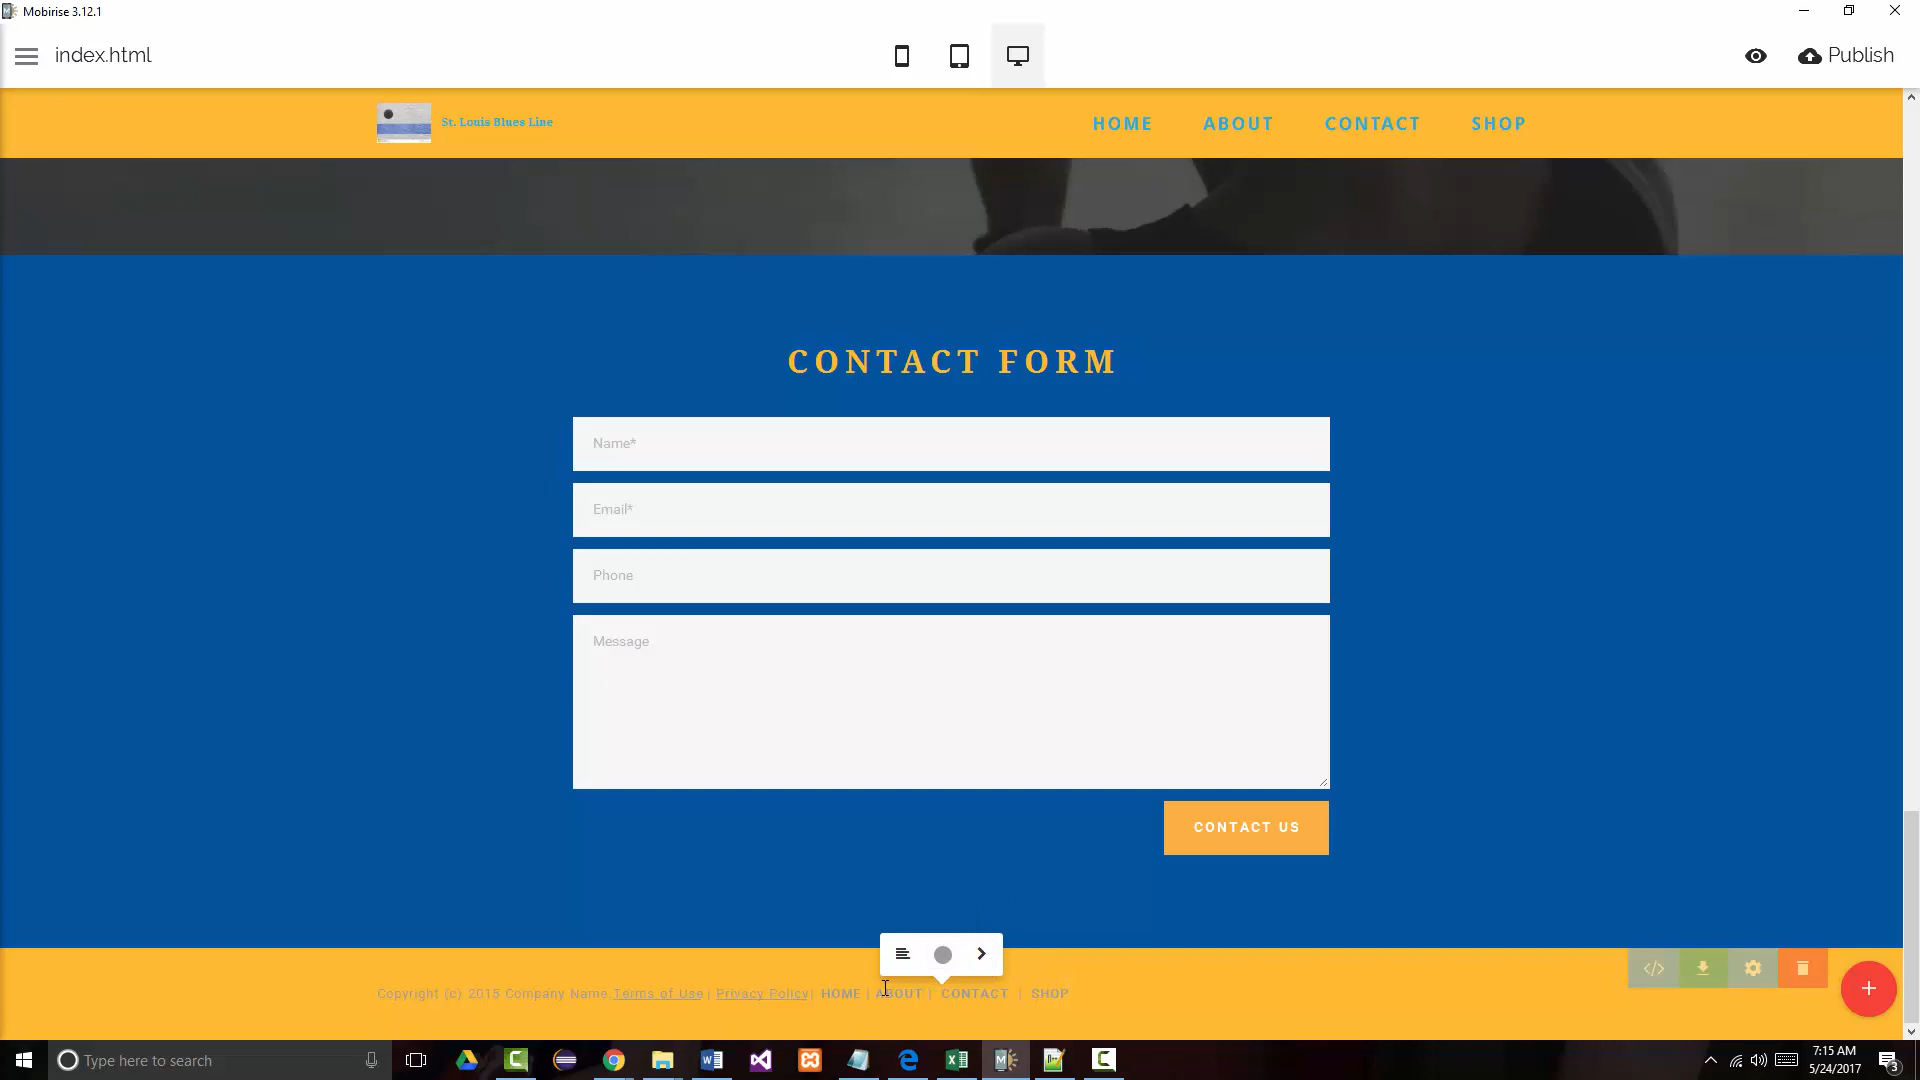 Mobirise 3.12.1
index.html
Publish
St. Louis Blues Line
HOME ABOUT CONTACT SHOP
CONTACT FORM
Name*
Email*
Phone
Message
CONTACT US
Copyright (c) 2015 Company Name. Terms of Use | Privacy Policy | HOME | ABOUT | CONTACT | SHOP
Type here to search
7:15 AM
5/24/2017
3